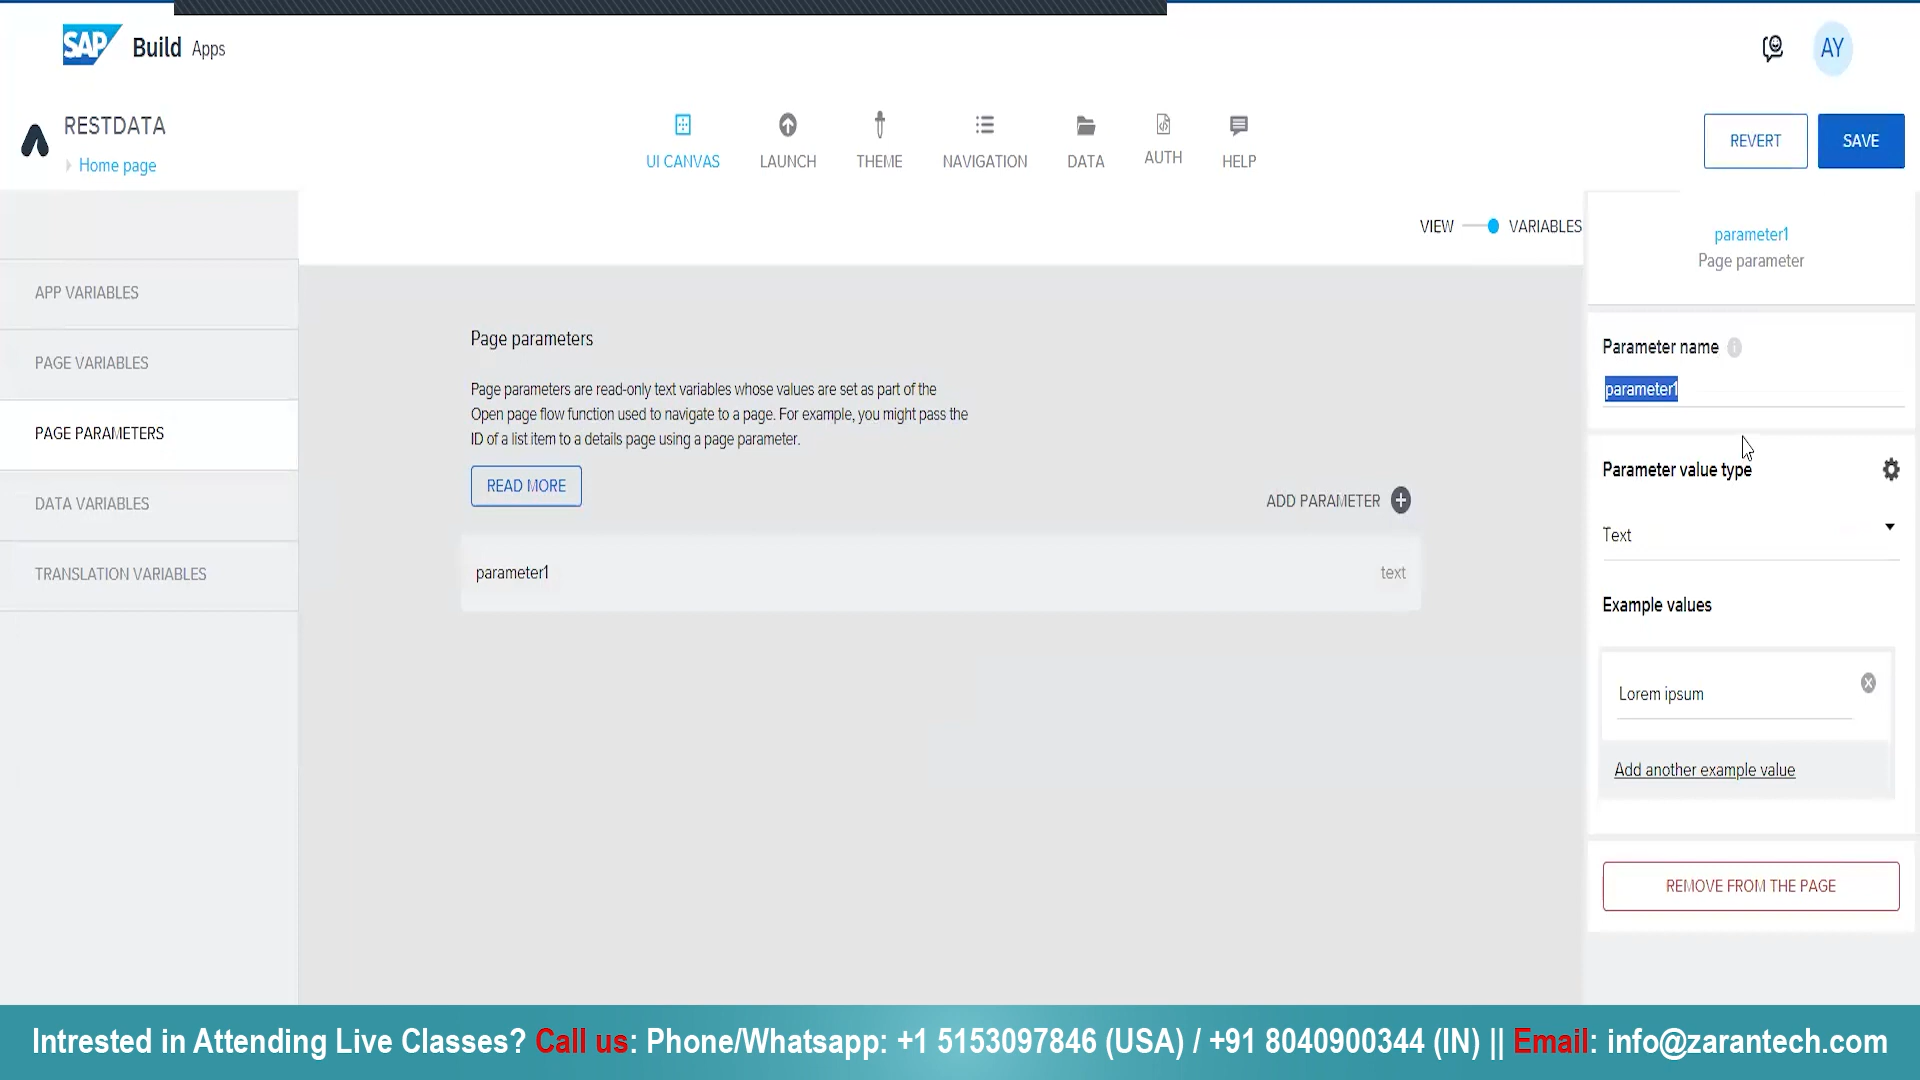 SAP Build Apps
AY
RESTDATA
Home page
UI CANVAS
LAUNCH
THEME
NAVIGATION
DATA
AUTH
HELP
REVERT
SAVE
VIEW
VARIABLES
APP VARIABLES
PAGE VARIABLES
PAGE PARAMETERS
DATA VARIABLES
TRANSLATION VARIABLES
Page parameters
Page parameters are read-only text variables whose values are set as part of the
Open page flow function used to navigate to a page. For example, you might pass the
ID of a list item to a details page using a page parameter.
READ MORE
ADD PARAMETER
parameter1 text
parameter1
Page parameter
Parameter name
parameter1
Parameter value type
Text
Example values
Lorem ipsum
Add another example value
REMOVE FROM THE PAGE
Intrested in Attending Live Classes? Call us: Phone/Whatsapp: +1 5153097846 (USA) / +91 8040900344 (IN) || Email: info@zarantech.com